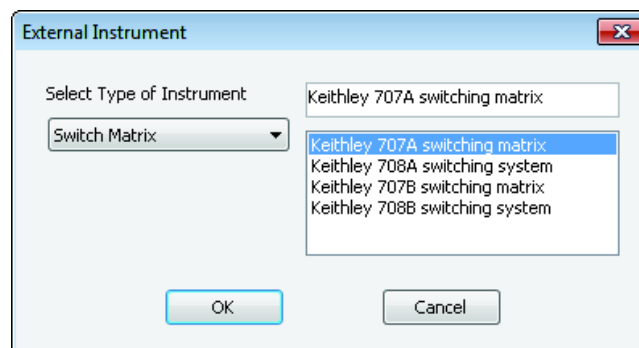 External Instrument
Select Type of Instrument
Switch Matrix
Keithley 707A switching matrix
Keithley 707A switching matrix
Keithley 708A switching system
Keithley 707B switching matrix
Keithley 708B switching system
OK
Cancel